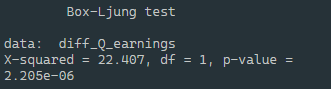 Box-Ljung test
data:  diff_Q_earnings
X-squared = 22.407, df = 1, p-value =
2.205e-06